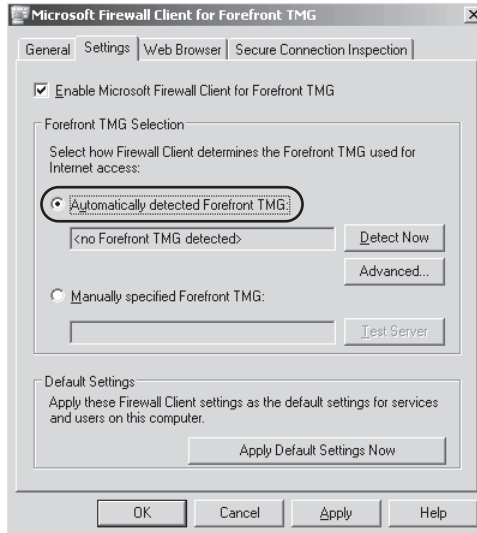 Microsoft Firewall Client for Forefront TMG
General
Settings
Web Browser
Secure Connection Inspection
Enable Microsoft Firewall Client for Forefront TMG
Forefront TMG Selection
Select how Firewall Client determines the Forefront TMG used for
Internet access:
Automatically detected Forefront TMG:
<no Forefront TMG detected>
Detect Now
Advanced...
Manually specified Forefront TMG:
Test Server
Default Settings
Apply these Firewall Client settings as the default settings for services
and users on this computer.
Apply Default Settings Now
OK
Cancel
Apply
Help